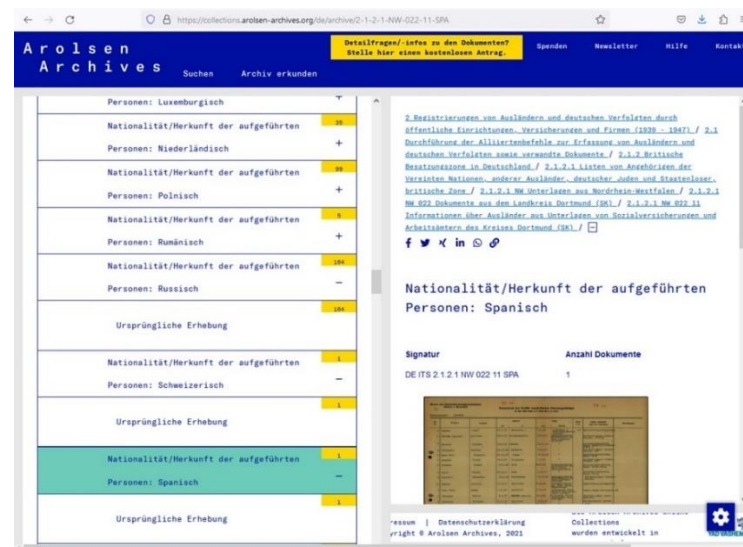 https://collections.arolsen-archives.org/de/archive/2-1-2-1-NW-022-11-SPA
Arolsen
Archives
Suchen
Archiv erkunden
Detailfragen/-infos zu den Dokumenten?
Stelle hier einen kostenlosen Antrag.
Spenden
Newsletter
Hilfe
Kontakt
Personen: Luxemburgisch
Nationalität/Herkunft der aufgeführten
Personen: Niederländisch
Nationalität/Herkunft der aufgeführten
Personen: Polnisch
Nationalität/Herkunft der aufgeführten
5
Personen: Rumänisch
Nationalität/Herkunft der aufgeführten
184
Personen: Russisch
184
Ursprüngliche Erhebung
Nationalität/Herkunft der aufgeführten
1
Personen: Schweizerisch
1
Ursprüngliche Erhebung
Nationalität/Herkunft der aufgeführten
1
Personen: Spanisch
1
Ursprüngliche Erhebung
2 Registrierungen von Ausländern und deutschen Verfolgten durch
öffentliche Einrichtungen, Versicherungen und Firmen (1939 - 1947) / 2.1
Durchführung der Alliiertenbefehle zur Erfassung von Ausländern und
deutschen Verfolgten sowie verwandte Dokumente / 2.1.2 Britische
Besatzungszone in Deutschland / 2.1.2.1 Listen von Angehörigen der
Vereinten Nationen, anderer Ausländer, deutscher Juden und Staatenloser,
britische Zone / 2.1.2.1 NW Unterlagen aus Nordrhein-Westfalen / 2.1.2.1
NW 022 Dokumente aus dem Landkreis Dortmund (SK) / 2.1.2.1 NW 022 11
Informationen über Ausländer aus Unterlagen von Sozialversicherungen und
Arbeitsämtern des Kreises Dortmund (SK) /
Nationalität/Herkunft der aufgeführten
Personen: Spanisch
Signatur
Anzahl Dokumente
DE ITS 2.1.2.1 NW 022 11 SPA
1
ressum | Datenschutzerklärung
yright © Arolsen Archives, 2021
Collections
wurden entwickelt in
YAD VASHEM